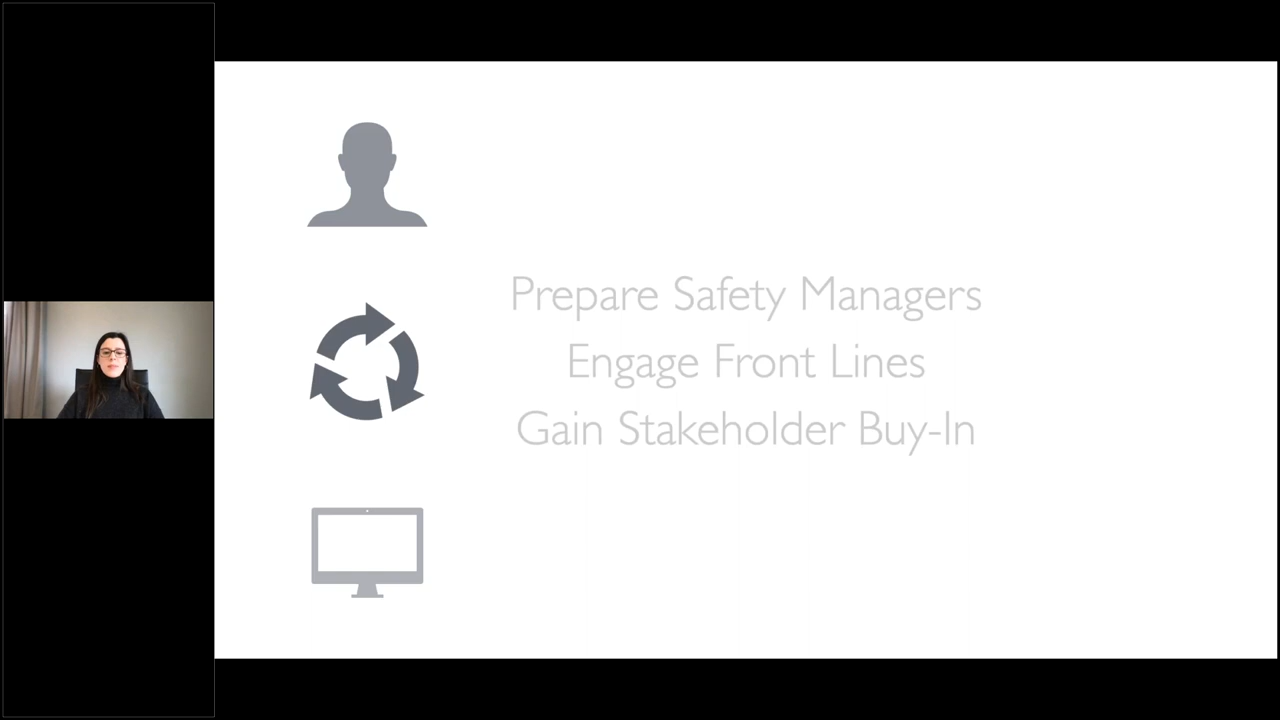 Prepare Safety Managers
Engage Front Lines
Gain Stakeholder Buy-In